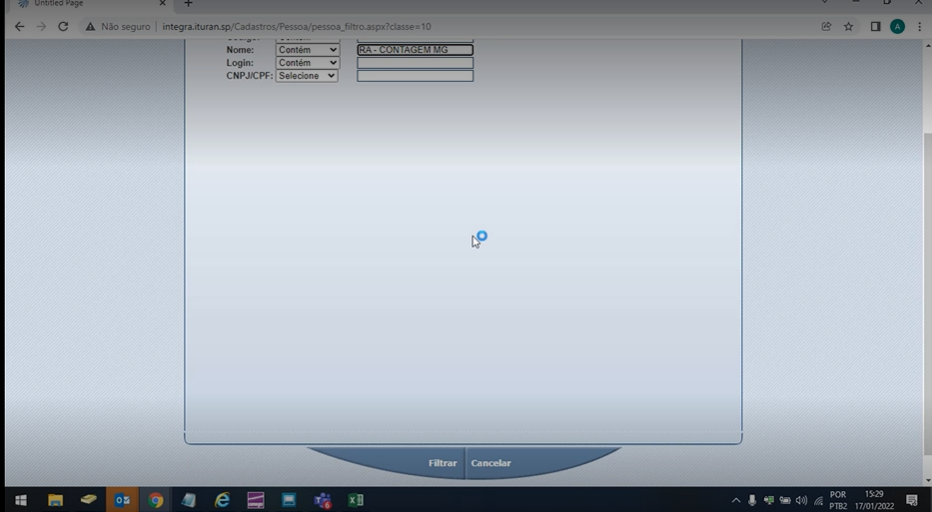 Untitled Page
Não seguro | integra.ituran.sp/Cadastros/Pessoa/pessoa_filtro.aspx?classe=10
Nome: Contém RA - CONTAGEM MG
Login: Contém
CNPJ/CPF: Selecione
Filtrar Cancelar
POR 15:29
PTB2 17/01/2022